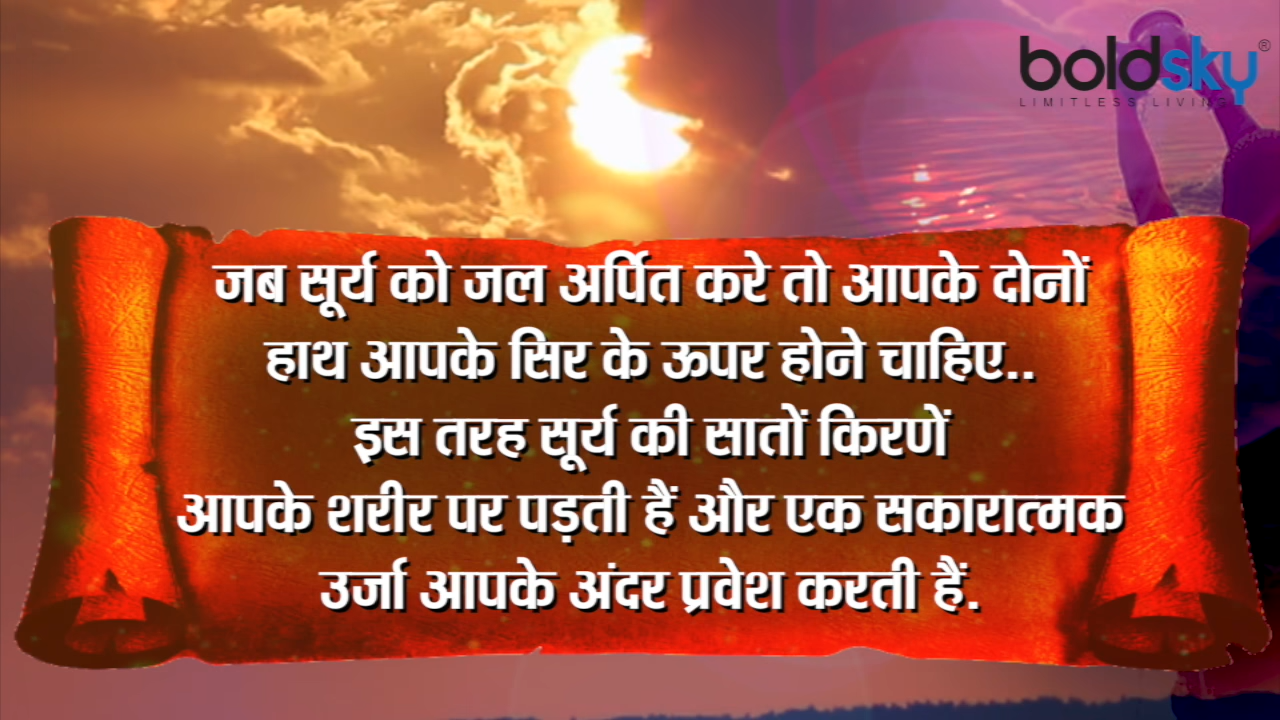 boldsky®
LIMITLESS LIVING
जब सूर्य को जल अर्पित करे तो आपके दोनों
हाथ आपके सिर के ऊपर होने चाहिए..
इस तरह सूर्य की सातों किरणें
आपके शरीर पर पड़ती हैं और एक सकारात्मक
उर्जा आपके अंदर प्रवेश करती हैं.